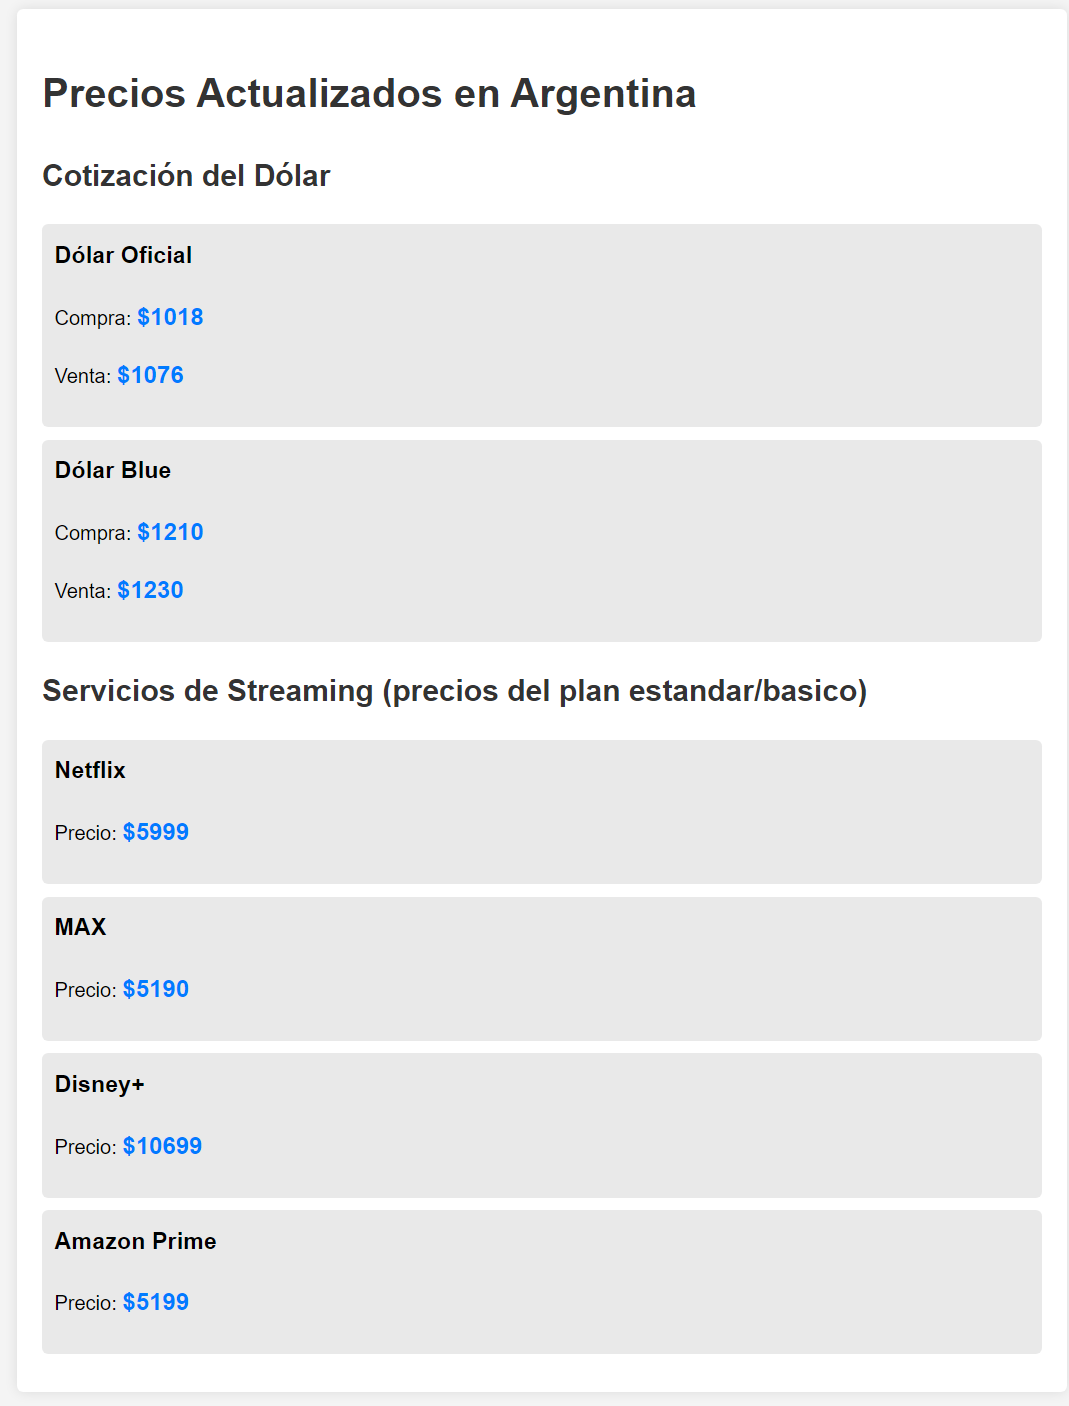 Precios Actualizados en Argentina
Cotización del Dólar
Dólar Oficial
Compra: $1018
Venta: $1076
Dólar Blue
Compra: $1210
Venta: $1230
Servicios de Streaming (precios del plan estandar/basico)
Netflix
Precio: $5999
MAX
Precio: $5190
Disney+
Precio: $10699
Amazon Prime
Precio: $5199